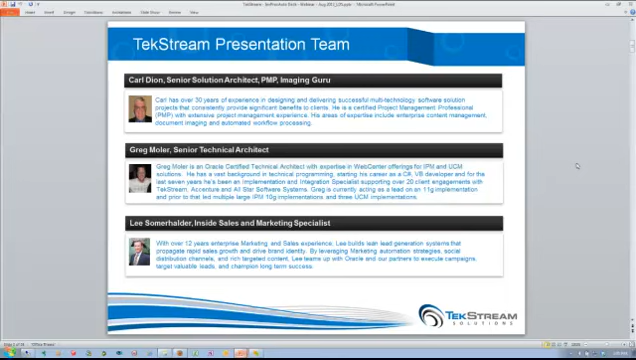 File Home Insert Design Transitions Animations Slide Show Review View
TekStream Presentation Team
Carl Dion, Senior Solution Architect, PMP, Imaging Guru
Carl has over 30 years of experience in designing and delivering successful multi-technology software solution
projects that consistently provide significant benefits to clients. He is a certified Project Management Professional
(PMP) with extensive project management experience. His areas of expertise include enterprise content management,
document imaging and automated workflow processing.
Greg Moler, Senior Technical Architect
Greg Moler is an Oracle Certified Technical Architect with expertise in WebCenter offerings for IPM and UCM
solutions. He has a vast background in technical programming, starting his career as a C#, VB developer and for the
last seven years he's been an implementation and Integration Specialist supporting over 20 client engagements with
TekStream, Accenture and All Star Software Systems. Greg is currently acting as a lead on a 11g implementation
and prior to that led multiple large IPM 10g implementations and three UCM implementations.
Lee Somerhalder, Inside Sales and Marketing Specialist
With over 12 years enterprise Marketing and Sales experience, Lee builds lean lead generation systems that
propagate rapid sales growth and drive brand identity. By leveraging Marketing automation strategies, social
distribution channels, and rich targeted content, Lee teams up with Oracle and our partners to execute campaigns,
target valuable leads, and champion long term success.
TEKSTREAM
SOLUTIONS